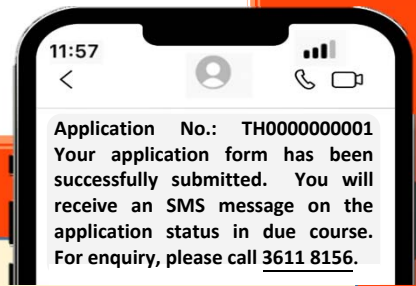 11:57
Application No.: TH0000000001
Your application form has been
successfully submitted. You will
receive an SMS message on the
application status in due course.
For enquiry, please call 3611 8156.